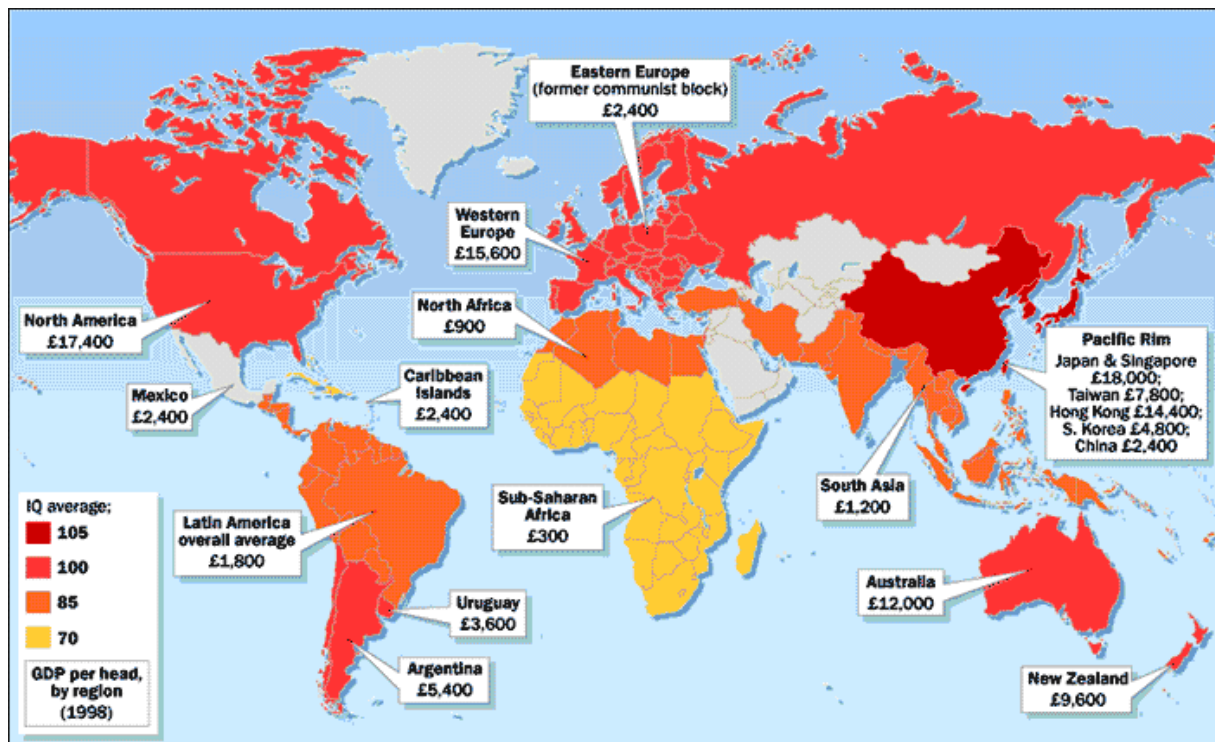 Eastern Europe
(former communist block)
£2,400
Western
Europe
£15,600
North America
£17,400
North Africa
£900
Mexico
£2,400
Caribbean
Islands
£2,400
Pacific Rim
Japan & Singapore
£18,000;
Taiwan £7,800;
Hong Kong £14,400;
S. Korea £4,800;
China £2,400
South Asia
£1,200
Sub-Saharan
Africa
£300
Latin America
overall average
£1,800
Uruguay
£3,600
Argentina
£5,400
Australia
£12,000
New Zealand
£9,600
IQ average;
105
100
85
70
GDP per head,
by region
(1998)